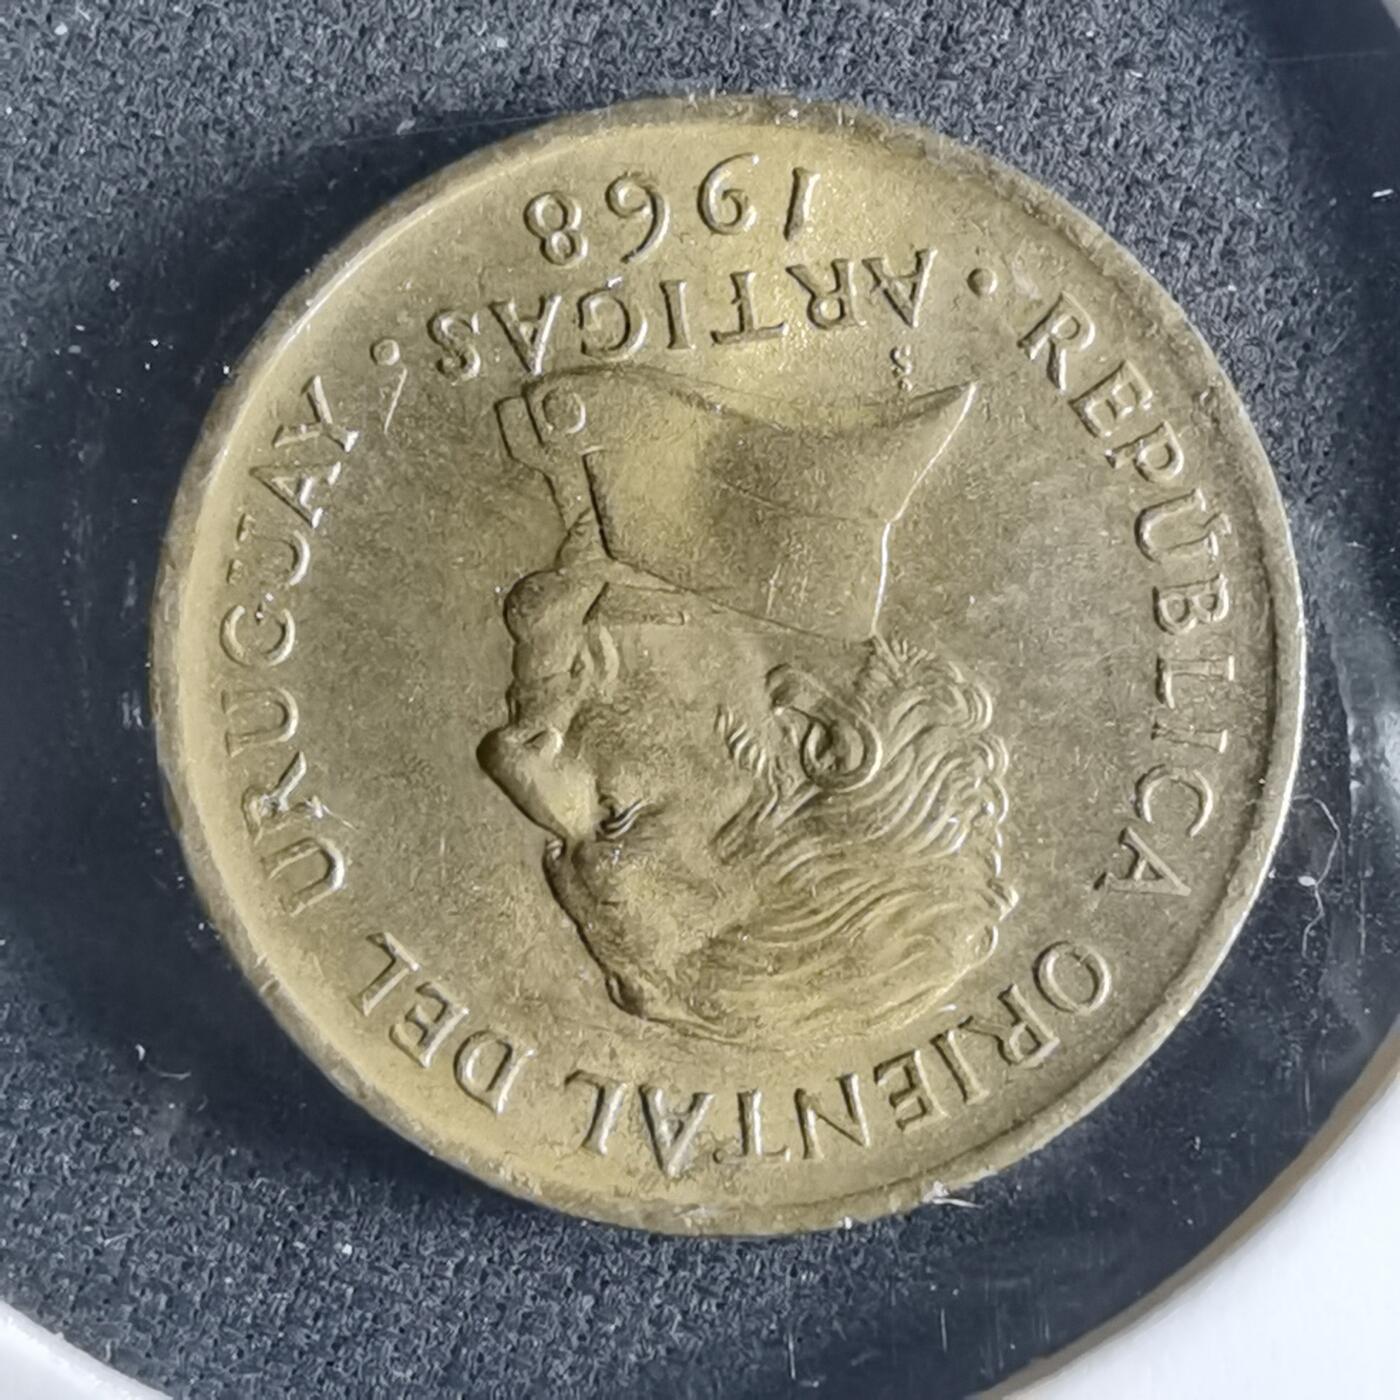 REPUBLICA ORIENTAL DEL URUGUAY
S
ARTIGAS
1968